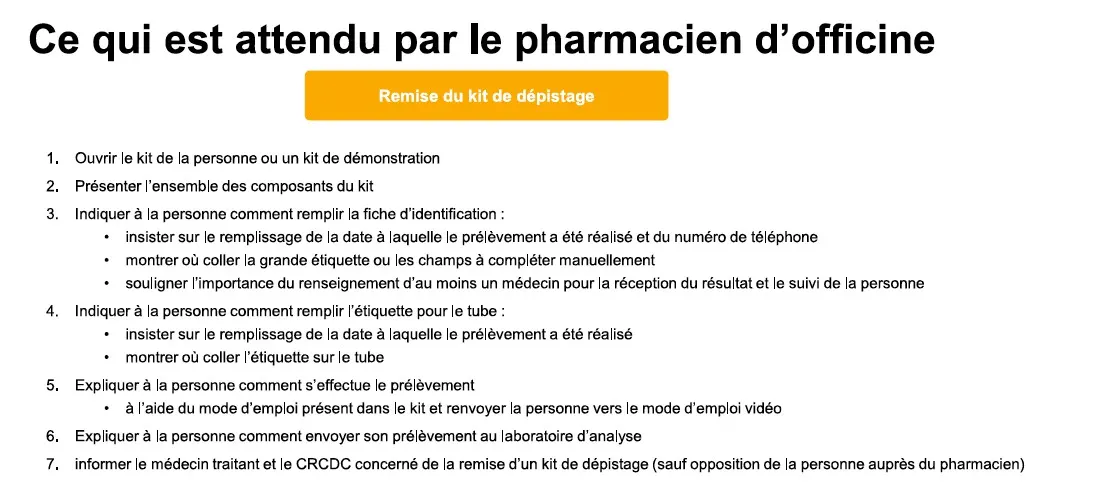 Ce qui est attendu par le pharmacien d’officine
Remise du kit de dépistage
1. Ouvrir le kit de la personne ou un kit de démonstration
2. Présenter l’ensemble des composants du kit
3. Indiquer à la personne comment remplir la fiche d’identification :
• insister sur le remplissage de la date à laquelle le prélèvement a été réalisé et du numéro de téléphone
• montrer où coller la grande étiquette ou les champs à compléter manuellement
• souligner l’importance du renseignement d’au moins un médecin pour la réception du résultat et le suivi de la personne
4. Indiquer à la personne comment remplir l’étiquette pour le tube :
• insister sur le remplissage de la date à laquelle le prélèvement a été réalisé
• montrer où coller l’étiquette sur le tube
5. Expliquer à la personne comment s’effectue le prélèvement
• à l’aide du mode d’emploi présent dans le kit et renvoyer la personne vers le mode d’emploi vidéo
6. Expliquer à la personne comment envoyer son prélèvement au laboratoire d’analyse
7. informer le médecin traitant et le CRCDC concerné de la remise d’un kit de dépistage (sauf opposition de la personne auprès du pharmacien)